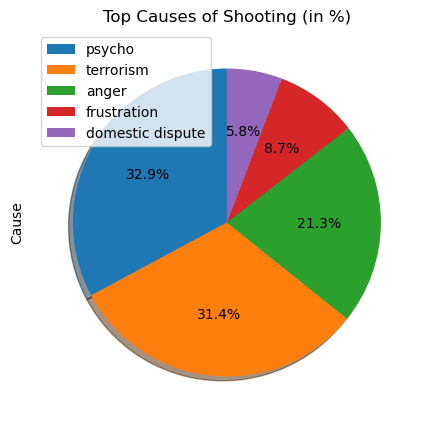 Top Causes of Shooting (in %)
psycho
terrorism
anger
frustration
domestic dispute
5.8%
8.7%
32.9%
21.3%
31.4%
Cause